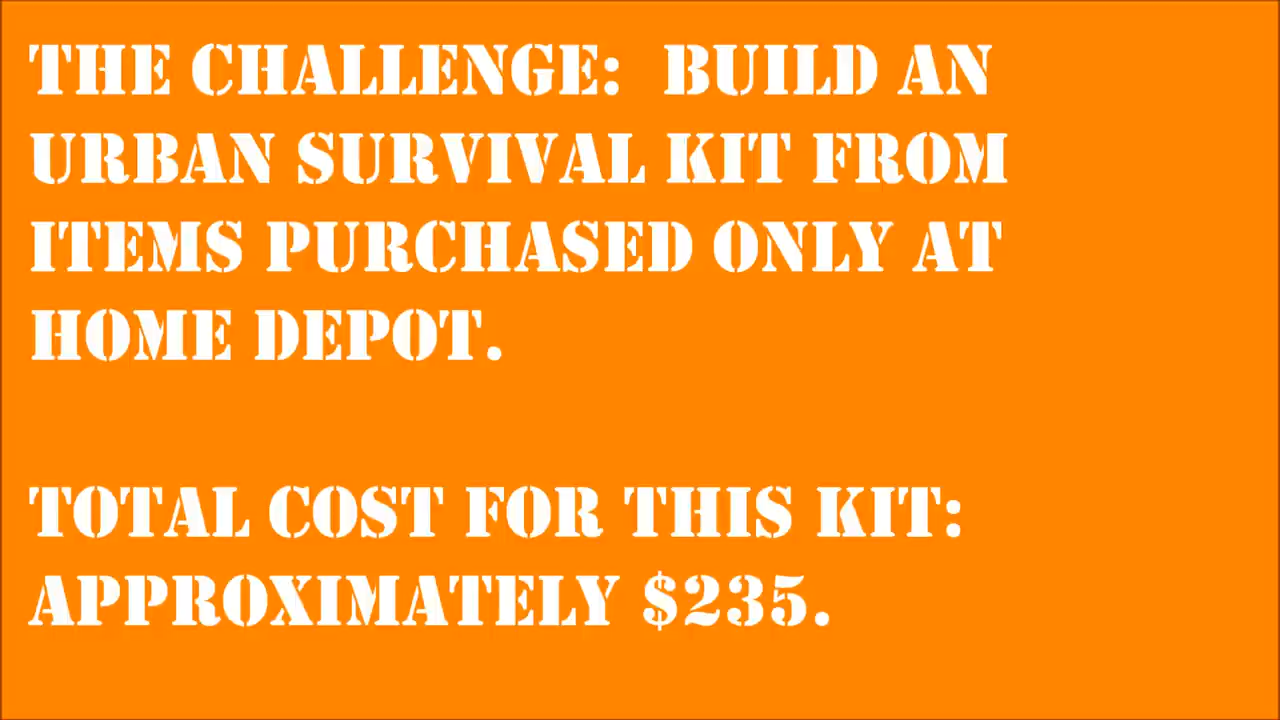 THE CHALLENGE:  BUILD AN
URBAN SURVIVAL KIT FROM
ITEMS PURCHASED ONLY AT
HOME DEPOT.
TOTAL COST FOR THIS KIT:
APPROXIMATELY $235.